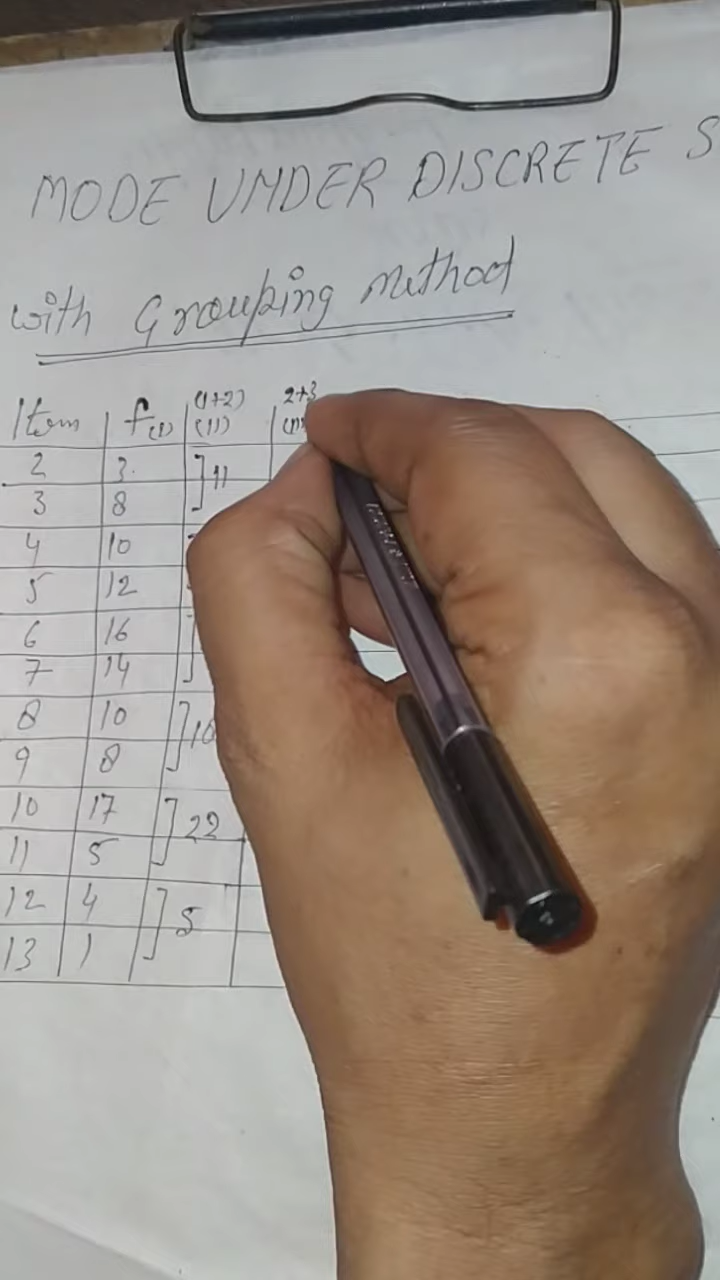 MODE UNDER DISCRETE S
with Grouping Method
(1+2) 2+3
Item f(I) (II)
2 3 ]11
3 8
4 10
5 12
6 16
7 14
8 10
9 8
10 17 ]22
11 5
12 4 ]5
13 1